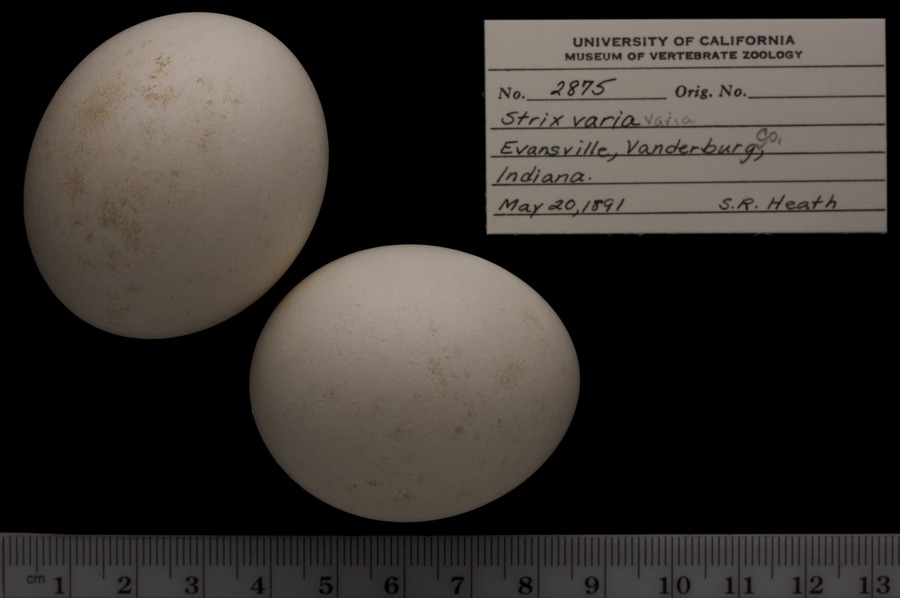 UNIVERSITY OF CALIFORNIA
MUSEUM OF VERTEBRATE ZOOLOGY
No. 2875 Orig. No.
Strix varia varia
Evansville, Vanderburg Co.,
Indiana.
May 20, 1891 S.R. Heath
cm 1 2 3 4 5 6 7 8 9 10 11 12 13